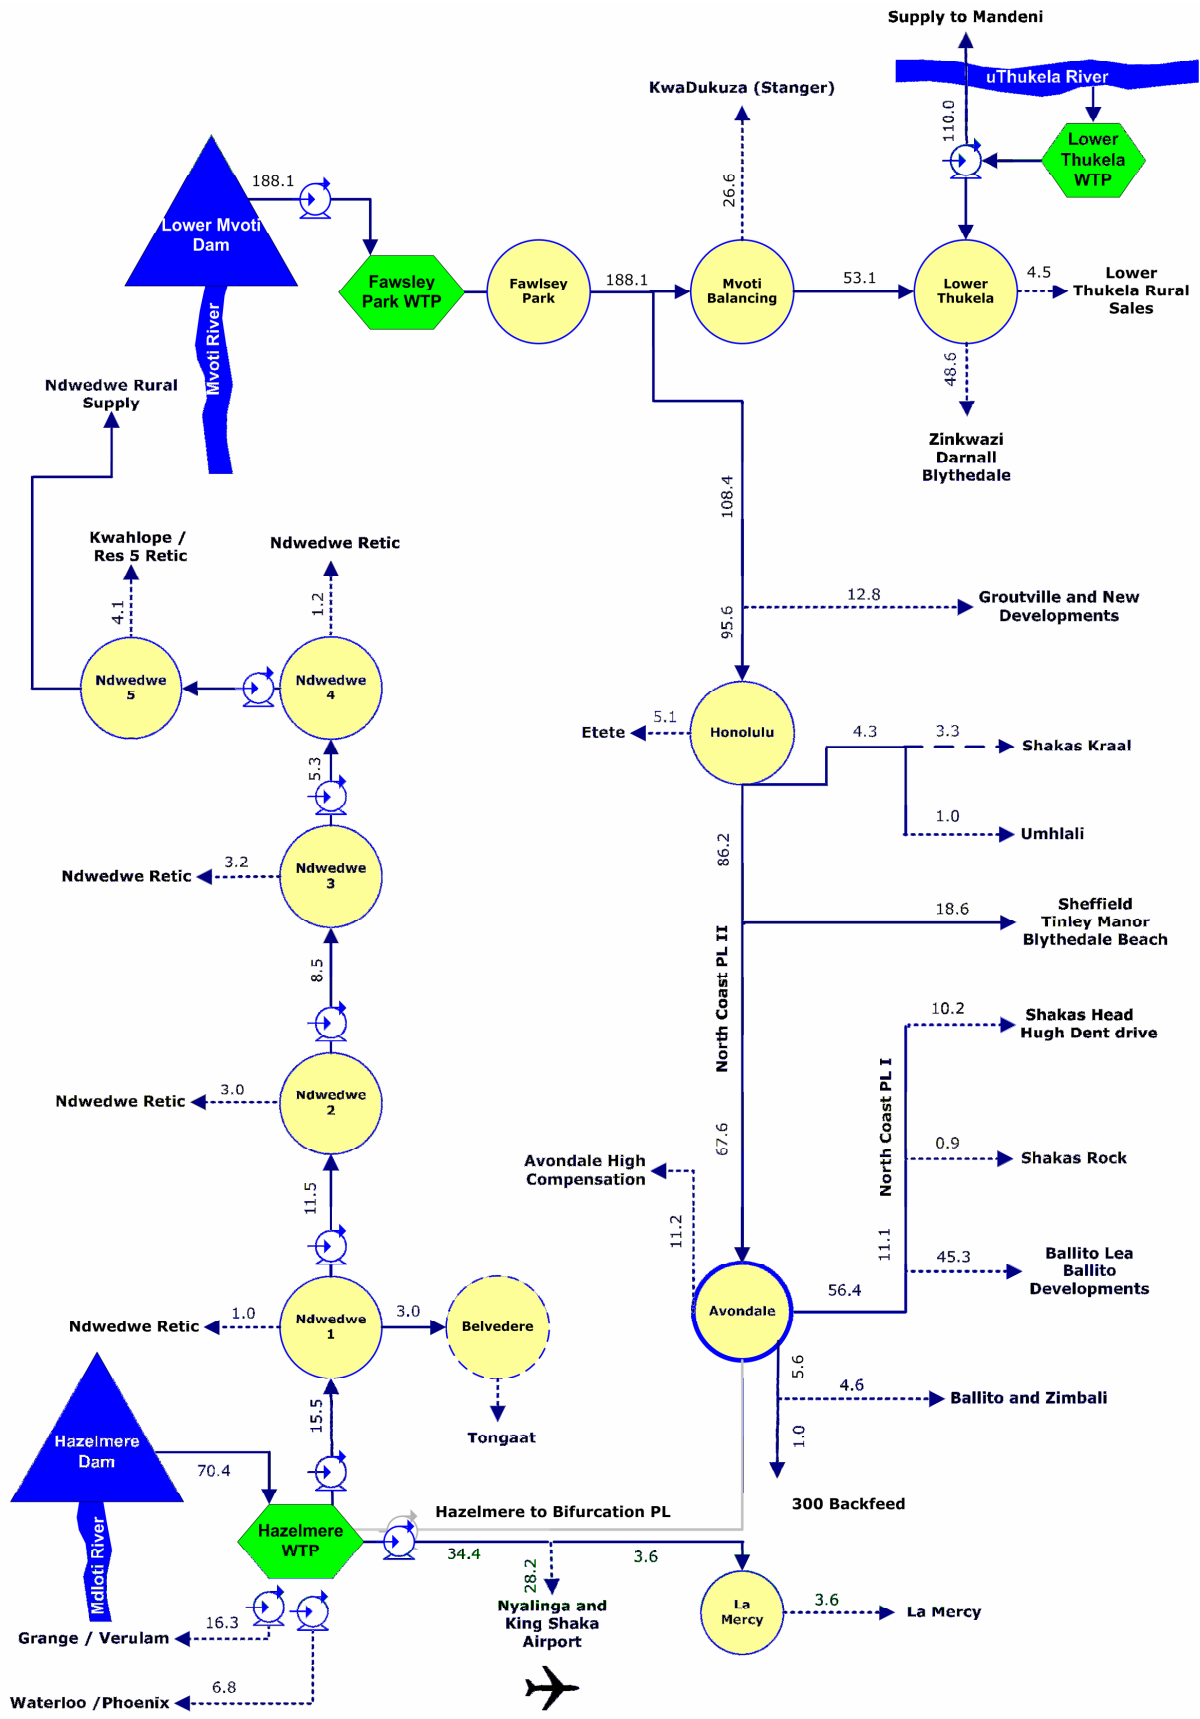 Supply to Mandeni
uThukela River
KwaDukuza (Stanger)
110.0
Lower
Thukela
WTP
26.6
188.1
Lower Mvoti
Dam
Fawsley
Park WTP
Fawlsey
Park
188.1
Mvoti
Balancing
53.1
Lower
Thukela
4.5
Lower
Thukela Rural
Sales
Mvoti River
48.6
Ndwedwe Rural
Supply
Zinkwazi
Darnall
Blythedale
108.4
Kwahlope /
Res 5 Retic
Ndwedwe Retic
4.1
1.2
95.6
12.8
Groutville and New
Developments
Ndwedwe
5
Ndwedwe
4
Etete
5.1
Honolulu
4.3
3.3
Shakas Kraal
5.3
1.0
Umhlali
86.2
Ndwedwe Retic
3.2
Ndwedwe
3
18.6
Sheffield
Tinley Manor
Blythedale Beach
8.5
North Coast PL II
10.2
Shakas Head
Hugh Dent drive
Ndwedwe Retic
3.0
Ndwedwe
2
North Coast PL I
67.6
0.9
Shakas Rock
Avondale High
Compensation
11.5
11.2
11.1
45.3
Ballito Lea
Ballito
Developments
Ndwedwe Retic
1.0
Ndwedwe
1
3.0
Belvedere
Avondale
56.4
5.6
4.6
Ballito and Zimbali
15.5
Tongaat
1.0
Hazelmere
Dam
70.4
300 Backfeed
Hazelmere to Bifurcation PL
Hazelmere
WTP
34.4
3.6
28.2
Mdloti River
Nyalinga and
King Shaka
Airport
La
Mercy
3.6
La Mercy
16.3
Grange / Verulam
6.8
Waterloo /Phoenix